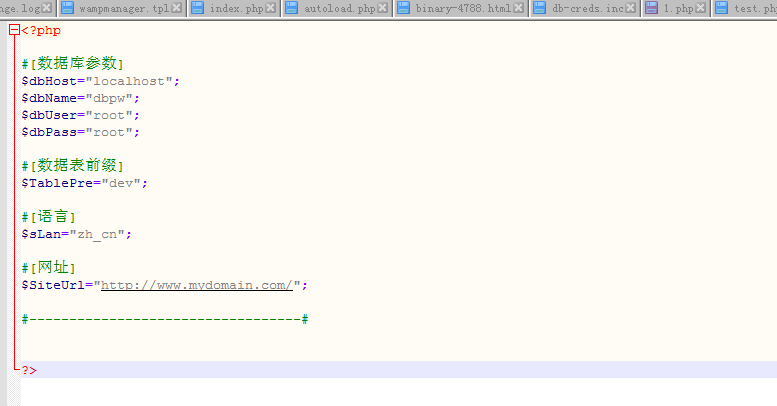 nge.log wampmanager.tpl index.php autoload.php binary-4788.html db-creds.inc 1.php test.ph
<?php
#[数据库参数]
$dbHost="localhost";
$dbName="dbpw";
$dbUser="root";
$dbPass="root";
#[数据表前缀]
$TablePre="dev";
#[语言]
$sLan="zh_cn";
#[网址]
$SiteUrl="http://www.mydomain.com/";
#----------------------------------#
?>